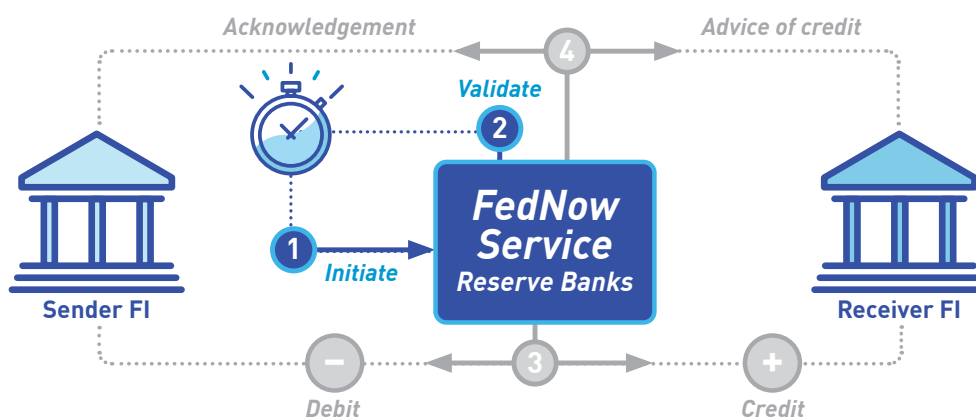 Acknowledgement
4
Advice of credit
Validate
2
FedNow
Service
Reserve Banks
1
Initiate
Sender FI
Receiver FI
−
3
+
Debit
Credit